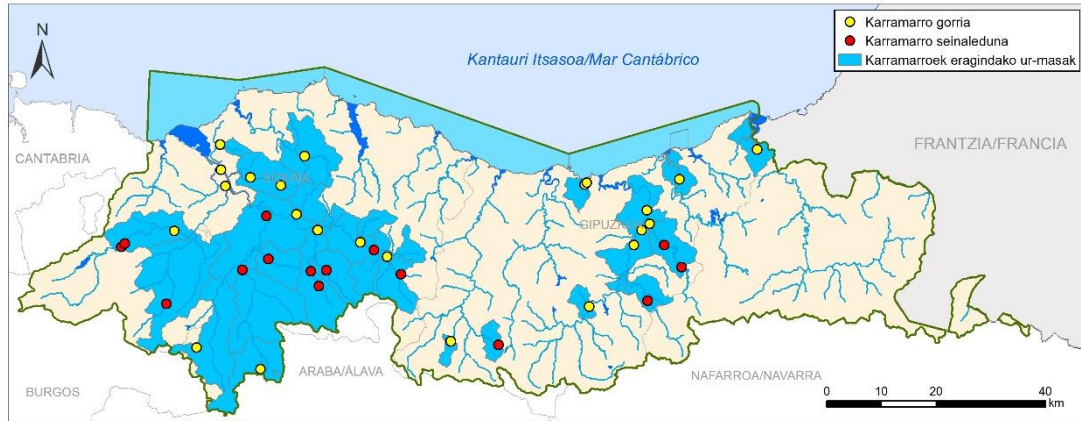 N
Karramarro gorria
Karramarro seinaleduna
Karramarroek eragindako ur-masak
Kantauri Itsasoa/Mar Cantábrico
CANTABRIA
FRANTZIA/FRANCIA
BIZKAIA
GIPUZKOA
ARABA/ÁLAVA
NAFARROA/NAVARRA
BURGOS
0 10 20 40
km